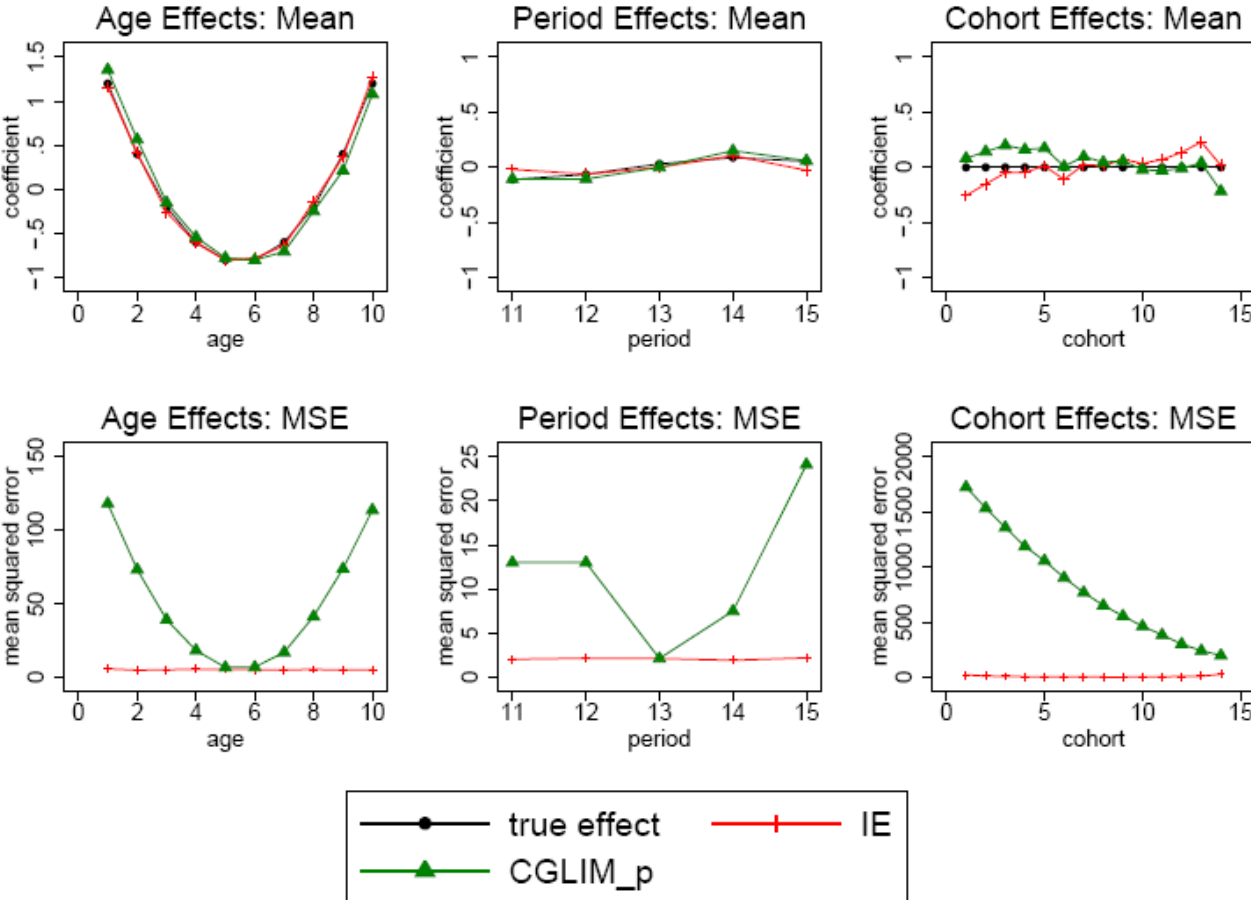 Age Effects: Mean
Period Effects: Mean
Cohort Effects: Mean
coefficient
1.5
1
.5
0
−.5
−1
0 2 4 6 8 10
age
coefficient
1
.5
0
−.5
−1
11 12 13 14 15
period
coefficient
1
.5
0
−.5
−1
0 5 10 15
cohort
Age Effects: MSE
Period Effects: MSE
Cohort Effects: MSE
mean squared error
150
100
50
0
0 2 4 6 8 10
age
mean squared error
25
20
15
10
5
0
11 12 13 14 15
period
mean squared error
2000
1500
1000
500
0
0 5 10 15
cohort
true effect
IE
CGLIM_p